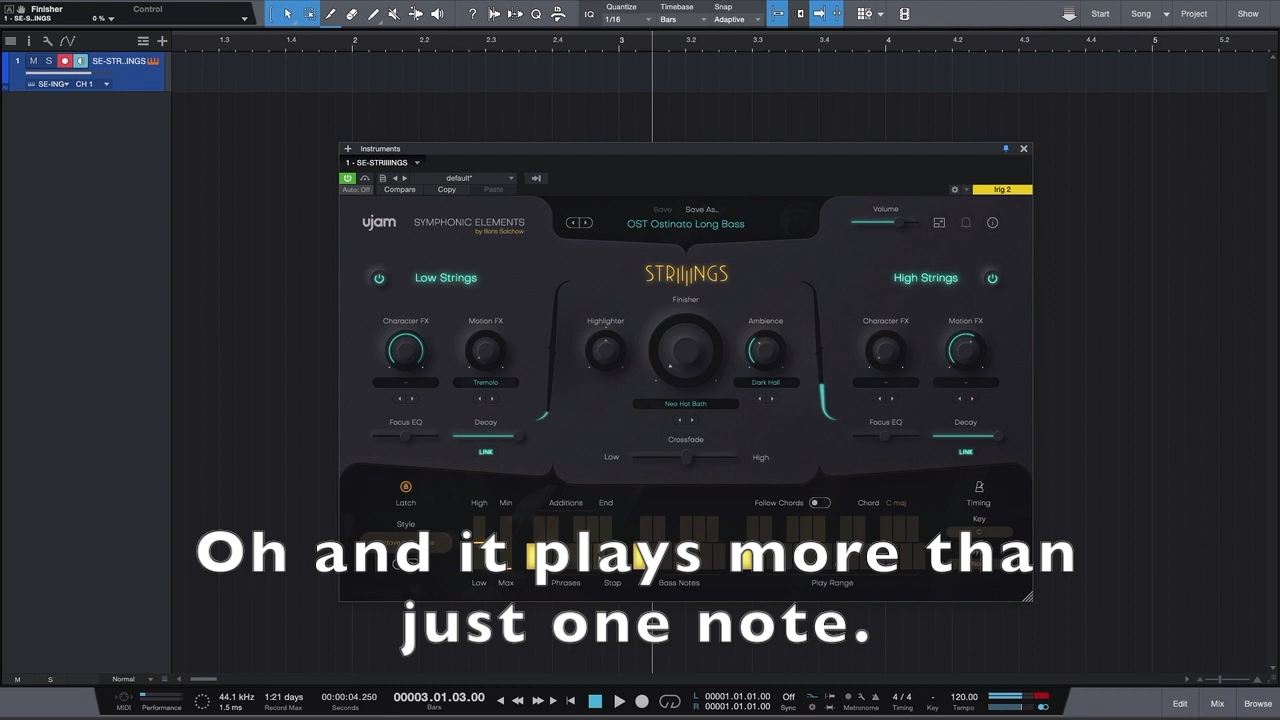 Finisher
Control
1 - SE-S..INGS
0 %
IQ
Quantize
1/16
Timebase
Bars
Snap
Adaptive
Start
Song
Project
Show
1.3
1.4
2
2.2
2.3
2.4
3
3.2
3.3
3.4
4
4.2
4.3
4.4
5
5.2
1
M
S
SE-STR..INGS
SE-ING
CH 1
Instruments
1 - SE-STRIIIINGS
default*
Auto: Off
Compare
Copy
Paste
Irig 2
ujam
SYMPHONIC ELEMENTS
by Boris Salchow
Save
Save As...
OST Ostinato Long Bass
Volume
Low Strings
STRIIIINGS
High Strings
Finisher
Character FX
Motion FX
Highlighter
Ambience
Character FX
Motion FX
-
Tremolo
Dark Hall
-
-
Neo Hot Bath
Focus EQ
Decay
Focus EQ
Decay
LINK
Crossfade
LINK
Low
High
Latch
High
Min
Additions
End
Follow Chords
Chord
C maj
Timing
Style
Key
C
Oh and it plays more than
Low
Max
Phrases
Stop
Bass Notes
Play Range
just one note.
M
S
Normal
MIDI
Performance
44.1 kHz
1.5 ms
1:21 days
Record Max
00:00:04.250
Seconds
00003.01.03.00
Bars
L
00001.01.01.00
R
00001.01.01.00
Off
Sync
Metronome
4 / 4
Timing
-
Key
120.00
Tempo
Edit
Mix
Browse